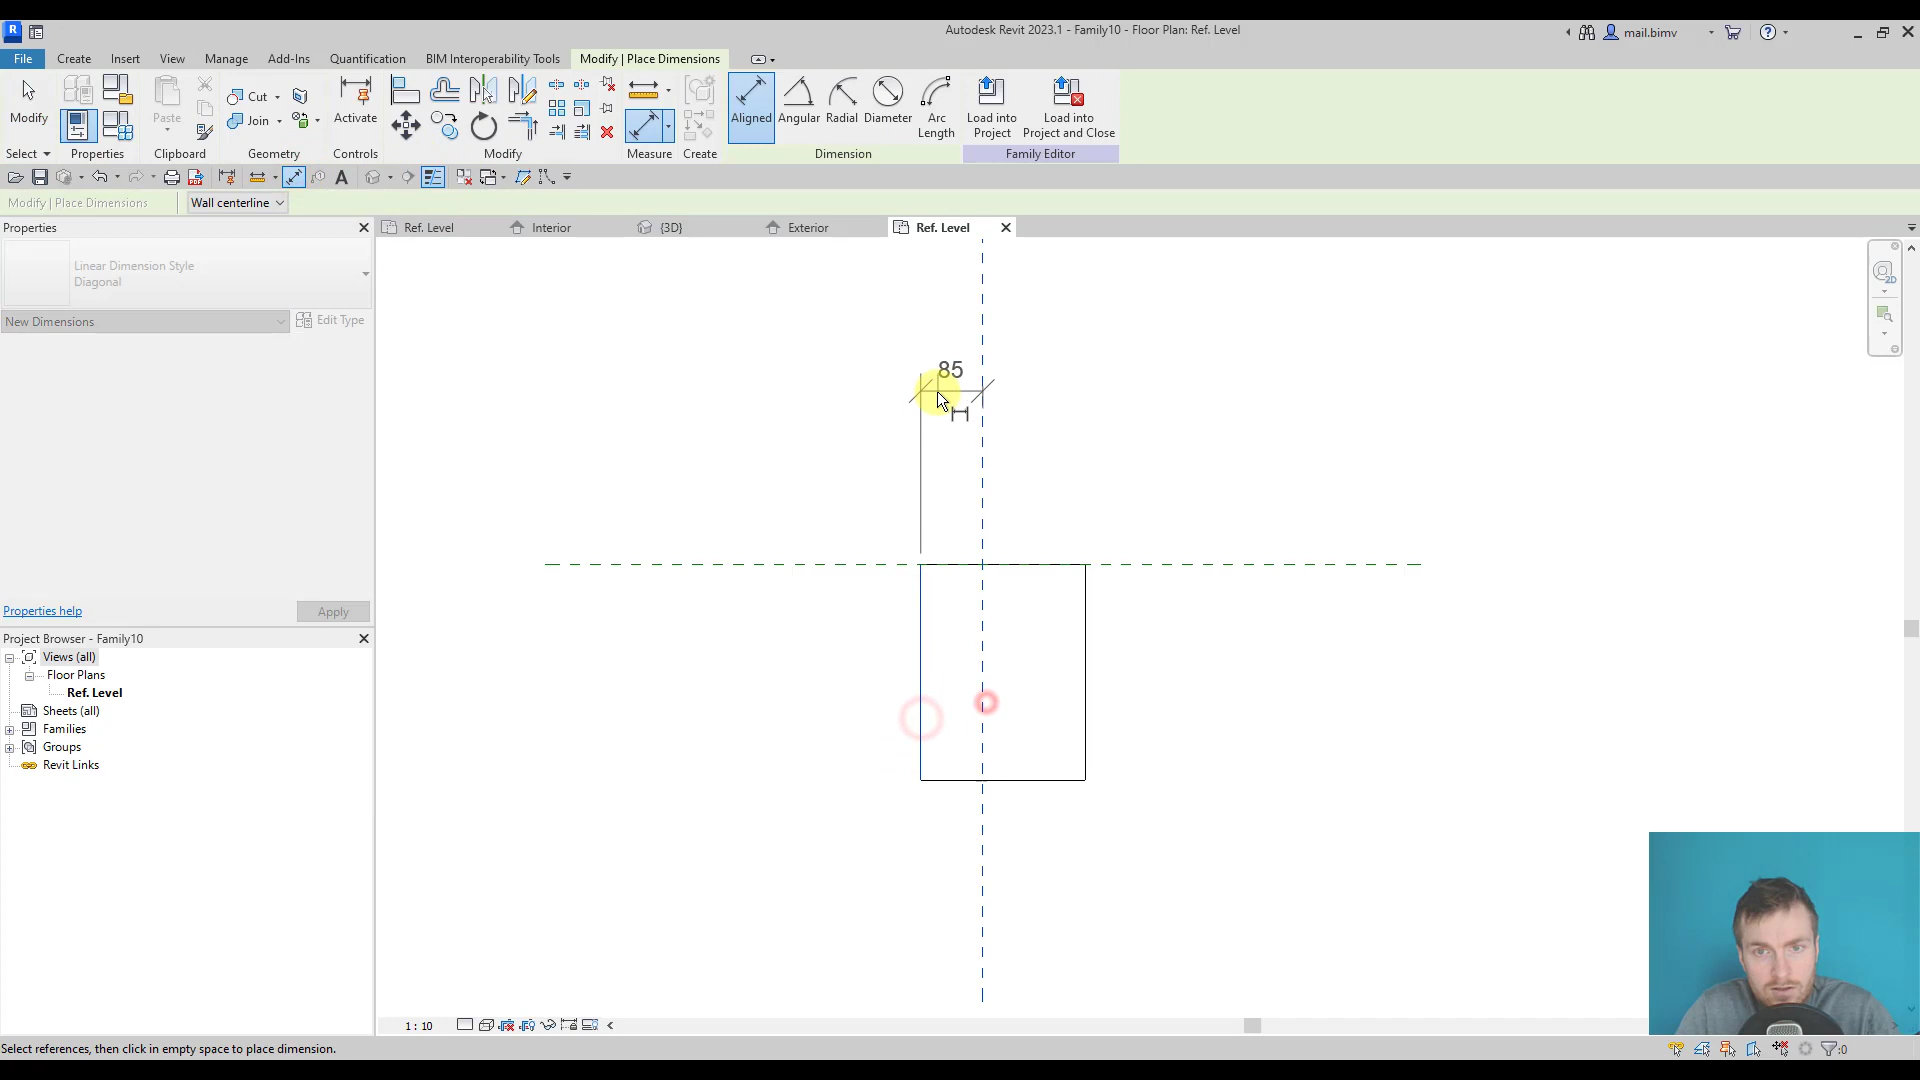 Autodesk Revit 2023.1 - Family10 - Floor Plan: Ref. Level
mail.bimv
File Create Insert View Manage Add-Ins Quantification BIM Interoperability Tools Modify | Place Dimensions
Modify Paste Cut Join Activate Aligned Angular Radial Diameter Arc Length Load into Project Load into Project and Close
Select Properties Clipboard Geometry Controls Modify Measure Create Dimension Family Editor
Modify | Place Dimensions Wall centerline
Properties
Ref. Level Interior {3D} Exterior Ref. Level
Linear Dimension Style
Diagonal
New Dimensions Edit Type
85
Properties help Apply
Project Browser - Family10
Views (all)
Floor Plans
Ref. Level
Sheets (all)
Families
Groups
Revit Links
1 : 10
Select references, then click in empty space to place dimension.
:0
2D